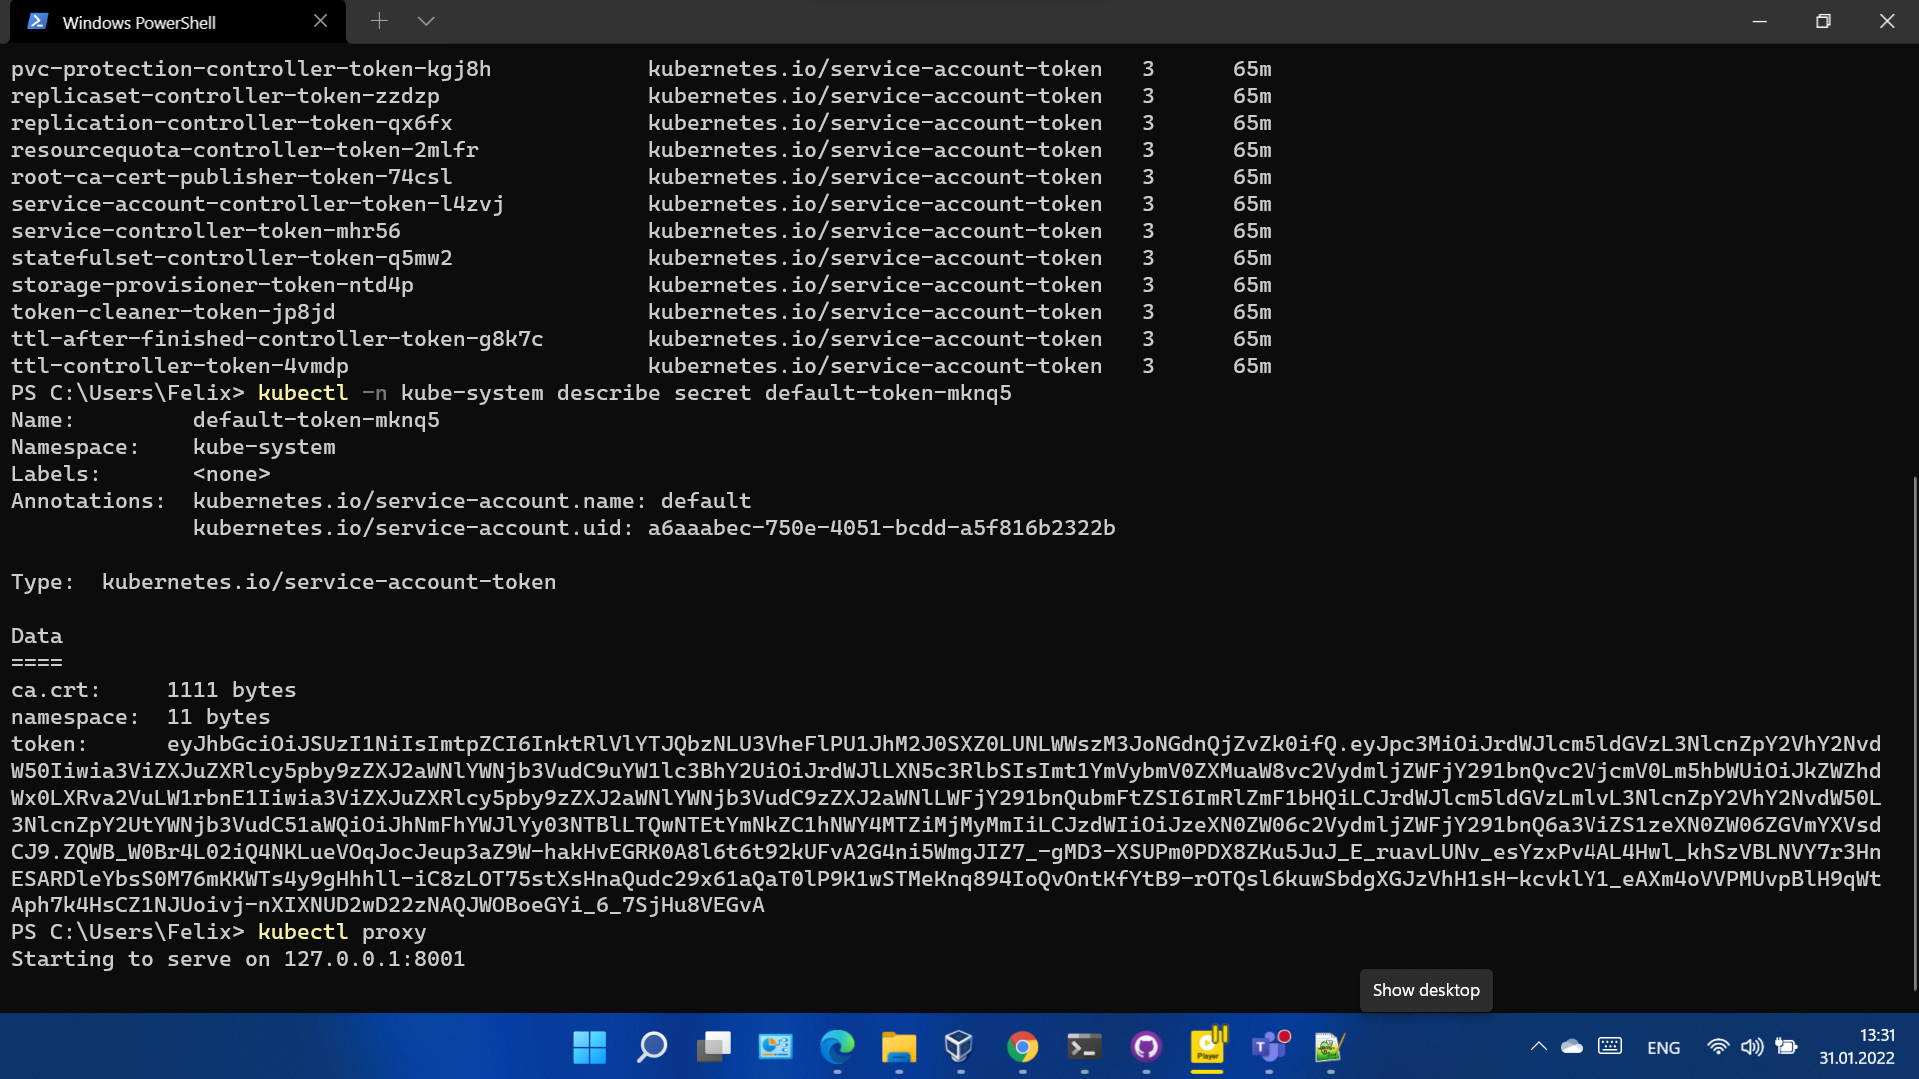 Windows PowerShell
pvc-protection-controller-token-kgj8h kubernetes.io/service-account-token 3 65m
replicaset-controller-token-zzdzp kubernetes.io/service-account-token 3 65m
replication-controller-token-qx6fx kubernetes.io/service-account-token 3 65m
resourcequota-controller-token-2mlfr kubernetes.io/service-account-token 3 65m
root-ca-cert-publisher-token-74csl kubernetes.io/service-account-token 3 65m
service-account-controller-token-l4zvj kubernetes.io/service-account-token 3 65m
service-controller-token-mhr56 kubernetes.io/service-account-token 3 65m
statefulset-controller-token-q5mw2 kubernetes.io/service-account-token 3 65m
storage-provisioner-token-ntd4p kubernetes.io/service-account-token 3 65m
token-cleaner-token-jp8jd kubernetes.io/service-account-token 3 65m
ttl-after-finished-controller-token-g8k7c kubernetes.io/service-account-token 3 65m
ttl-controller-token-4vmdp kubernetes.io/service-account-token 3 65m
PS C:\Users\Felix> kubectl -n kube-system describe secret default-token-mknq5
Name: default-token-mknq5
Namespace: kube-system
Labels: <none>
Annotations: kubernetes.io/service-account.name: default
kubernetes.io/service-account.uid: a6aaabec-750e-4051-bcdd-a5f816b2322b
Type: kubernetes.io/service-account-token
Data
====
ca.crt: 1111 bytes
namespace: 11 bytes
token: eyJhbGciOiJSUzI1NiIsImtpZCI6InktRlVlYTJQbzNLU3VheFlPU1JhM2J0SXZ0LUNLWWszM3JoNGdnQjZvZk0ifQ.eyJpc3MiOiJrdWJlcm5ldGVzL3NlcnZpY2VhY2Nvd
W50Iiwia3ViZXJuZXRlcy5pby9zZXJ2aWNlYWNjb3VudC9uYW1lc3BhY2UiOiJrdWJlLXN5c3RlbSIsImt1YmVybmV0ZXMuaW8vc2VydmljZWFjY291bnQvc2VjcmV0Lm5hbWUiOiJkZWZhd
Wx0LXRva2VuLW1rbnE1Iiwia3ViZXJuZXRlcy5pby9zZXJ2aWNlYWNjb3VudC9zZXJ2aWNlLWFjY291bnQubmFtZSI6ImRlZmF1bHQiLCJrdWJlcm5ldGVzLmlvL3NlcnZpY2VhY2NvdW50L
3NlcnZpY2UtYWNjb3VudC51aWQiOiJhNmFhYWJlYy03NTBlLTQwNTEtYmNkZC1hNWY4MTZiMjMyMmIiLCJzdWIiOiJzeXN0ZW06c2VydmljZWFjY291bnQ6a3ViZS1zeXN0ZW06ZGVmYXVsd
CJ9.ZQWB_W0Br4L02iQ4NKLueVOqJocJeup3aZ9W-hakHvEGRK0A8l6t6t92kUFvA2G4ni5WmgJIZ7_-gMD3-XSUPm0PDX8ZKu5JuJ_E_ruavLUNv_esYzxPv4AL4Hwl_khSzVBLNVY7r3Hn
ESARDleYbsS0M76mKKWTs4y9gHhhll-iC8zLOT75stXsHnaQudc29x61aQaT0lP9K1wSTMeKnq894IoQvOntKfYtB9-rOTQsl6kuwSbdgXGJzVhH1sH-kcvklY1_eAXm4oVVPMUvpBlH9qWt
Aph7k4HsCZ1NJUoivj-nXIXNUD2wD22zNAQJWOBoeGYi_6_7SjHu8VEGvA
PS C:\Users\Felix> kubectl proxy
Starting to serve on 127.0.0.1:8001
Show desktop
Player
ENG
13:31
31.01.2022